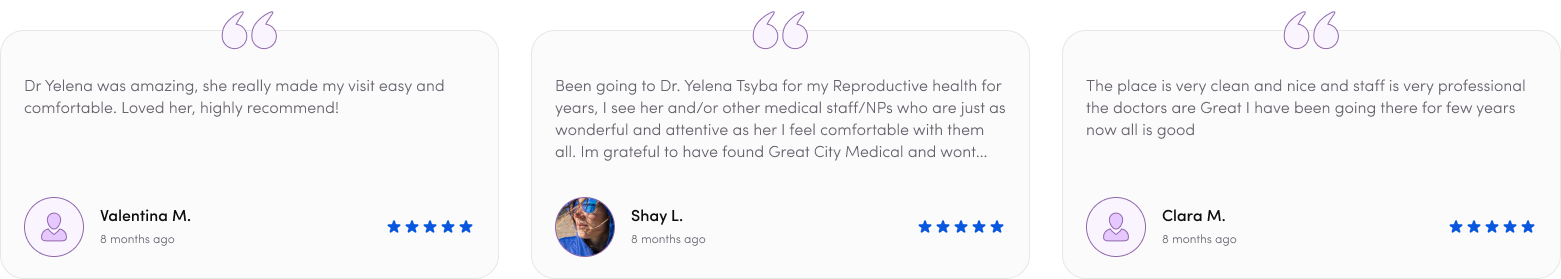 Dr Yelena was amazing, she really made my visit easy and
comfortable. Loved her, highly recommend!
Valentina M.
8 months ago
Been going to Dr. Yelena Tsyba for my Reproductive health for
years, I see her and/or other medical staff/NPs who are just as
wonderful and attentive as her I feel comfortable with them
all. Im grateful to have found Great City Medical and wont...
Shay L.
8 months ago
The place is very clean and nice and staff is very professional
the doctors are Great I have been going there for few years
now all is good
Clara M.
8 months ago